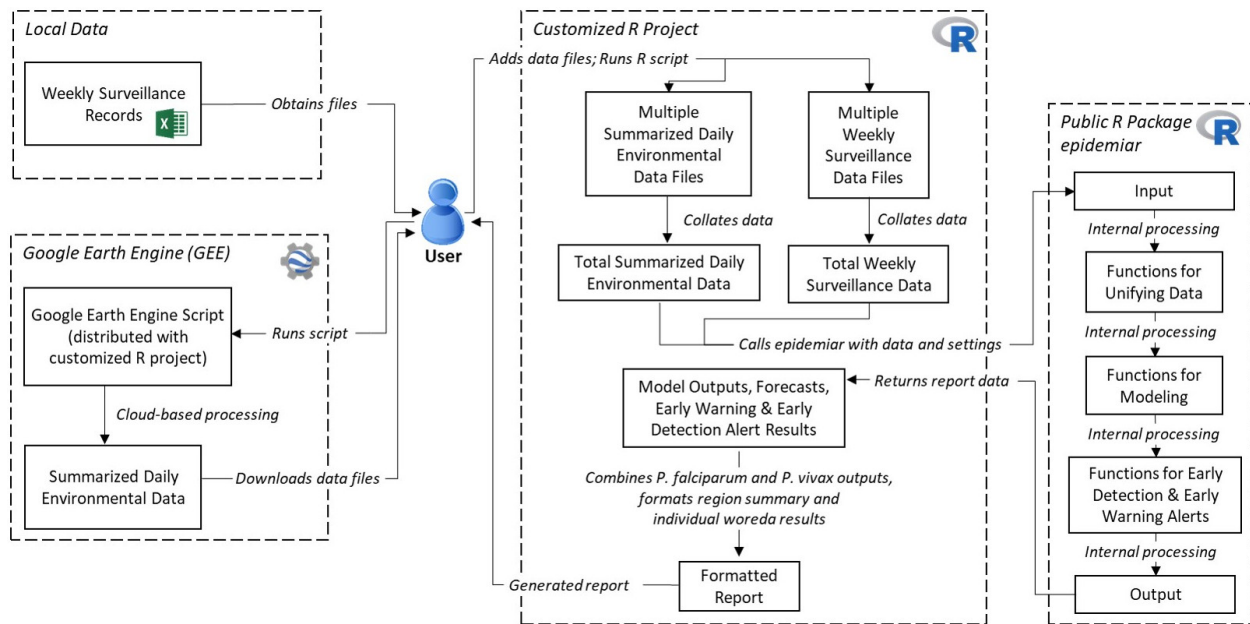 Local Data
Weekly Surveillance
Records
Obtains files
Google Earth Engine (GEE)
Google Earth Engine Script
(distributed with
customized R project)
Runs script
Cloud-based processing
Summarized Daily
Environmental Data
Downloads data files
User
Customized R Project
R
Adds data files; Runs R script
Multiple
Summarized Daily
Environmental
Data Files
Multiple
Weekly
Surveillance
Data Files
Collates data
Collates data
Total Summarized Daily
Environmental Data
Total Weekly
Surveillance Data
Calls epidemiar with data and settings
Model Outputs, Forecasts,
Early Warning & Early
Detection Alert Results
Returns report data
Combines P. falciparum and P. vivax outputs,
formats region summary and
individual woreda results
Formatted
Report
Generated report
Public R Package
epidemiar
R
Input
Internal processing
Functions for
Unifying Data
Internal processing
Functions for
Modeling
Internal processing
Functions for Early
Detection & Early
Warning Alerts
Internal processing
Output